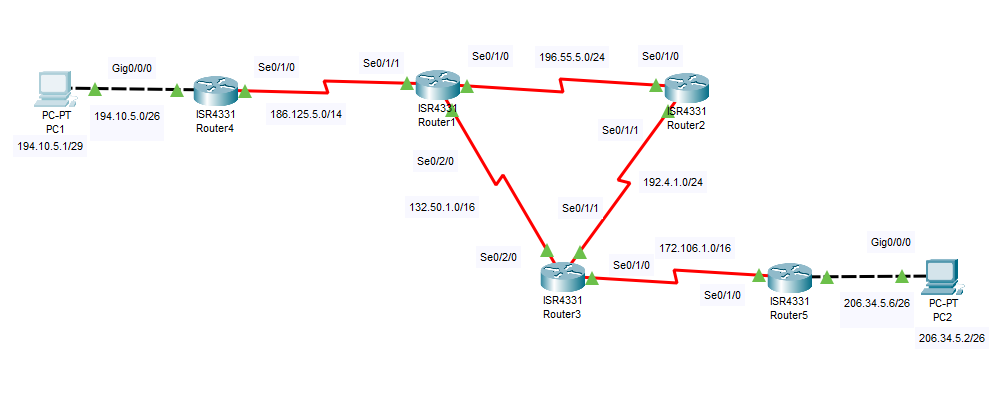 Gig0/0/0
Se0/1/0
Se0/1/1
Se0/1/0
196.55.5.0/24
Se0/1/0
PC-PT
PC1
194.10.5.0/26
194.10.5.1/29
ISR4331
Router4
186.125.5.0/14
ISR4331
Router1
ISR4331
Router2
Se0/2/0
Se0/1/1
132.50.1.0/16
192.4.1.0/24
Se0/1/1
Se0/2/0
172.106.1.0/16
Se0/1/0
Se0/1/0
Gig0/0/0
ISR4331
Router3
ISR4331
Router5
206.34.5.6/26
PC-PT
PC2
206.34.5.2/26